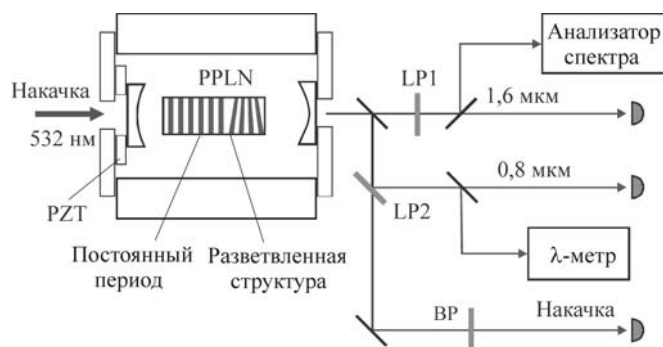 Накачка
532 нм
PZT
PPLN
Постоянный
период
Разветвленная
структура
LP1
Анализатор
спектра
1,6 мкм
LP2
0,8 мкм
λ-метр
BP
Накачка